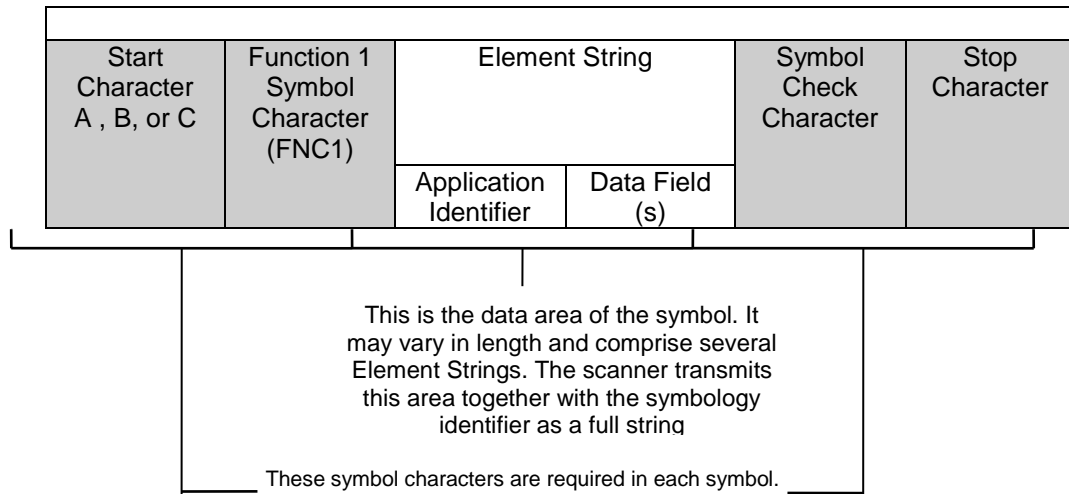 Start
Character
A , B, or C
Function 1
Symbol
Character
(FNC1)
Element String
Application
Identifier
Data Field
(s)
Symbol
Check
Character
Stop
Character
This is the data area of the symbol. It
may vary in length and comprise several
Element Strings. The scanner transmits
this area together with the symbology
identifier as a full string
These symbol characters are required in each symbol.